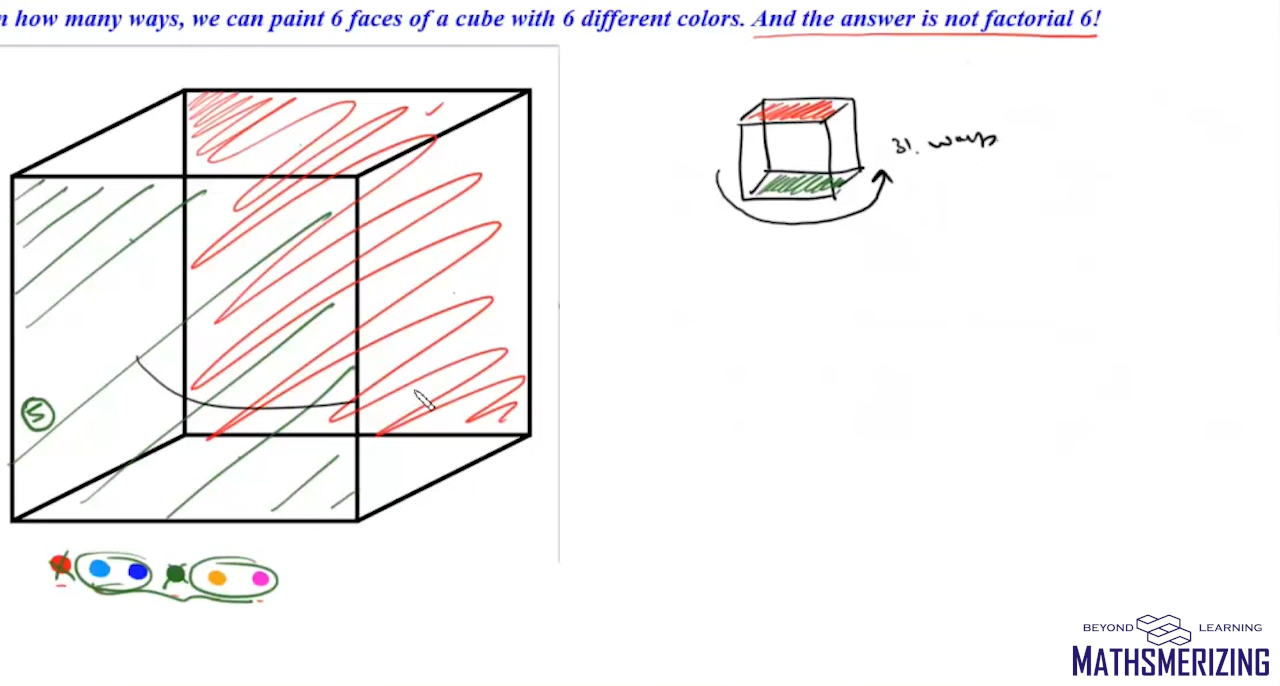 n how many ways, we can paint 6 faces of a cube with 6 different colors. And the answer is not factorial 6!
3! ways
5
BEYOND LEARNING
MATHSMERIZING